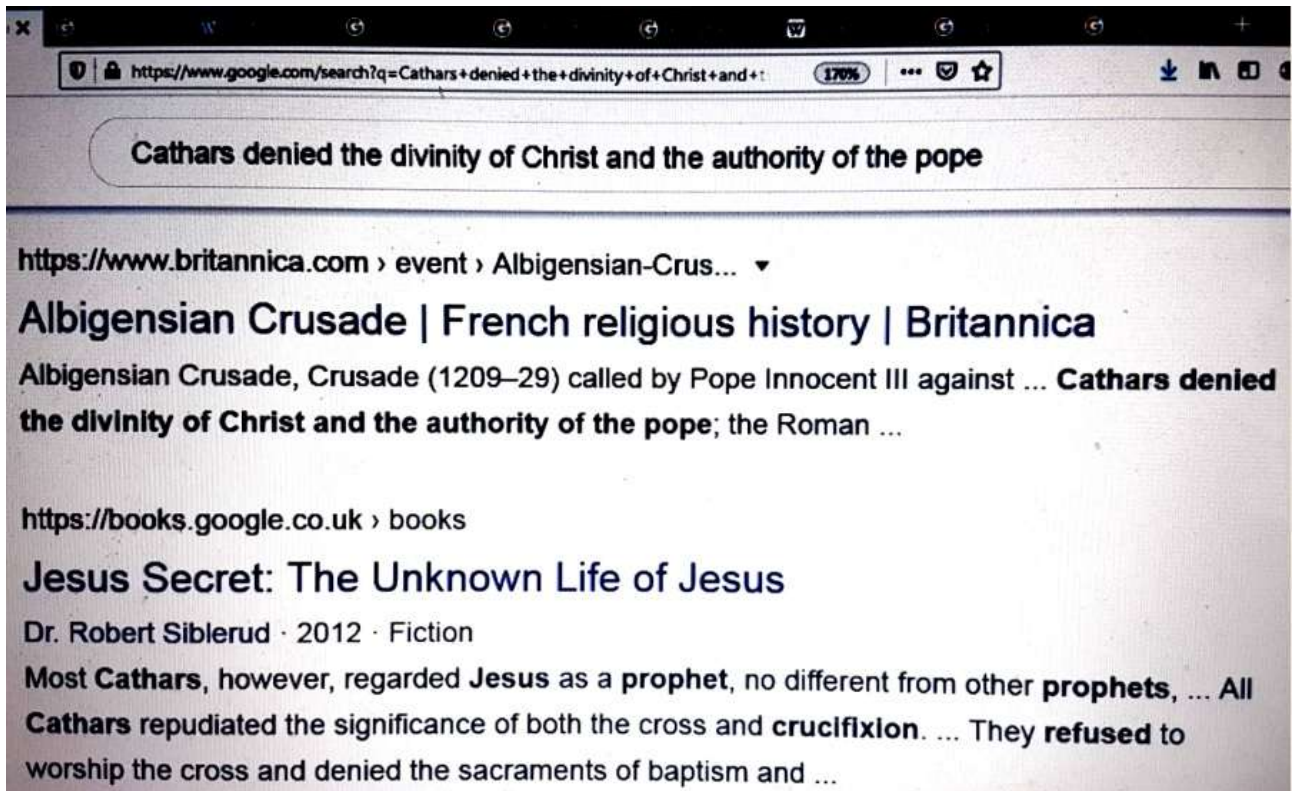 https://www.google.com/search?q=Cathars+denied+the+divinity+of+Christ+and+t
170%
Cathars denied the divinity of Christ and the authority of the pope
https://www.britannica.com › event › Albigensian-Crus...
Albigensian Crusade | French religious history | Britannica
Albigensian Crusade, Crusade (1209–29) called by Pope Innocent III against ... Cathars denied
the divinity of Christ and the authority of the pope; the Roman ...
https://books.google.co.uk › books
Jesus Secret: The Unknown Life of Jesus
Dr. Robert Siblerud · 2012 · Fiction
Most Cathars, however, regarded Jesus as a prophet, no different from other prophets, ... All
Cathars repudiated the significance of both the cross and crucifixion. ... They refused to
worship the cross and denied the sacraments of baptism and ...